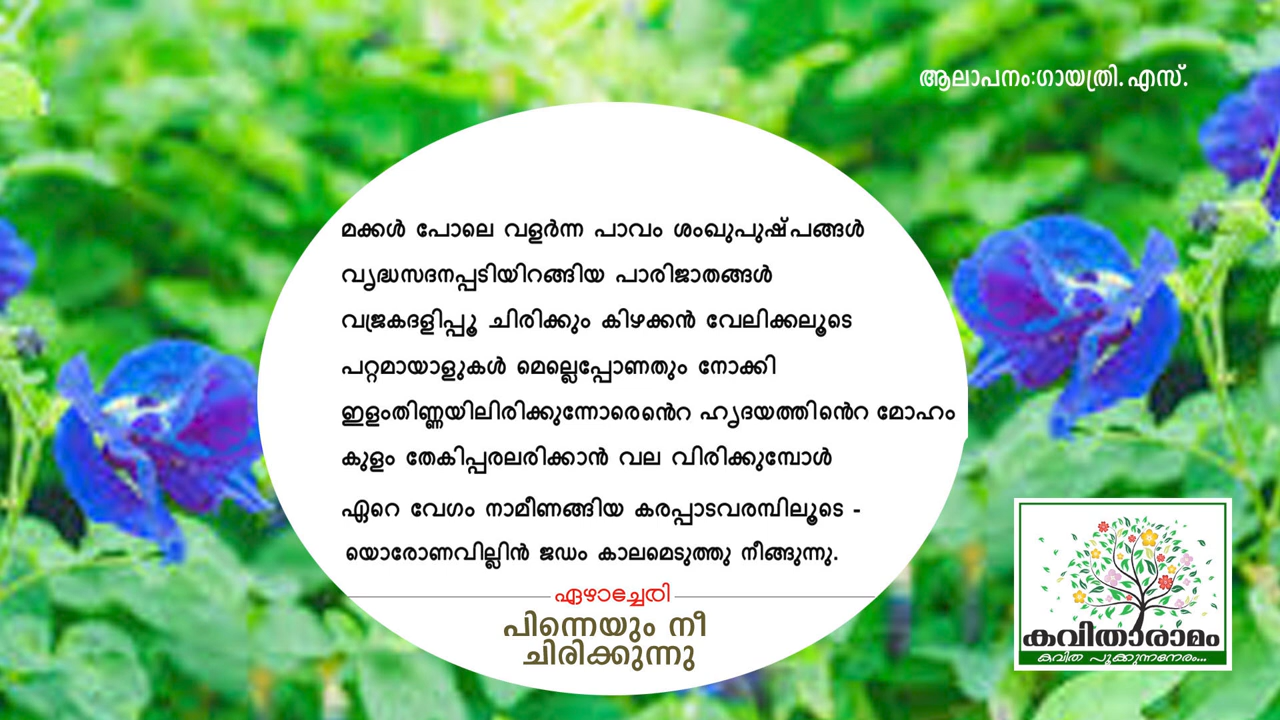 ആലാപനം:ഗായത്രി. എസ്.
മക്കൾ പോലെ വളർന്ന പാവം ശംഖുപുഷ്പങ്ങൾ
വൃദ്ധസദനപ്പടിയിറങ്ങിയ പാരിജാതങ്ങൾ
വജ്രകദളിപ്പൂ ചിരിക്കും കിഴക്കൻ വേലിക്കലൂടെ
പറ്റമായാളുകൾ മെല്ലെപ്പോണതും നോക്കി
ഇളംതിണ്ണയിലിരിക്കുന്നോരെൻെറ ഹൃദയത്തിൻെറ മോഹം
കുളം തേകിപ്പരലരിക്കാൻ വല വിരിക്കുമ്പോൾ
ഏറെ വേഗം നാമീണങ്ങിയ കരപ്പാടവരമ്പിലൂടെ -
യൊരോണവില്ലിൻ ജഡം കാലമെടുത്തു നീങ്ങുന്നു.
ഏഴാച്ചേരി
പിന്നെയും നീ
ചിരിക്കുന്നു
കവിതാരാമം
കവിത പൂക്കുന്നനേരം...